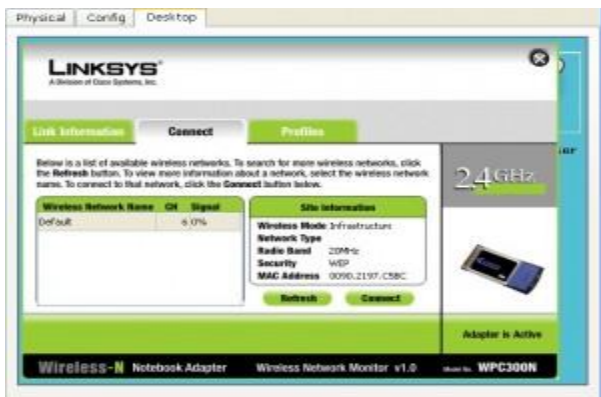 Physical Config Desktop
LINKSYS®
A Division of Cisco Systems, Inc.
Link Information Connect Profiles
Below is a list of available wireless networks. To search for more wireless networks, click
the Refresh button. To view more information about a network, select the wireless network
name. To connect to that network, click the Connect button below.
2.4GHz
Wireless Network Name CH Signal
Default 6 0%
Site Information
Wireless Mode Infrastructure
Network Type
Radio Band 20MHz
Security WEP
MAC Address 0090.2197.C5BC
Refresh Connect
Adapter is Active
Wireless-N Notebook Adapter Wireless Network Monitor v1.0 Model No. WPC300N